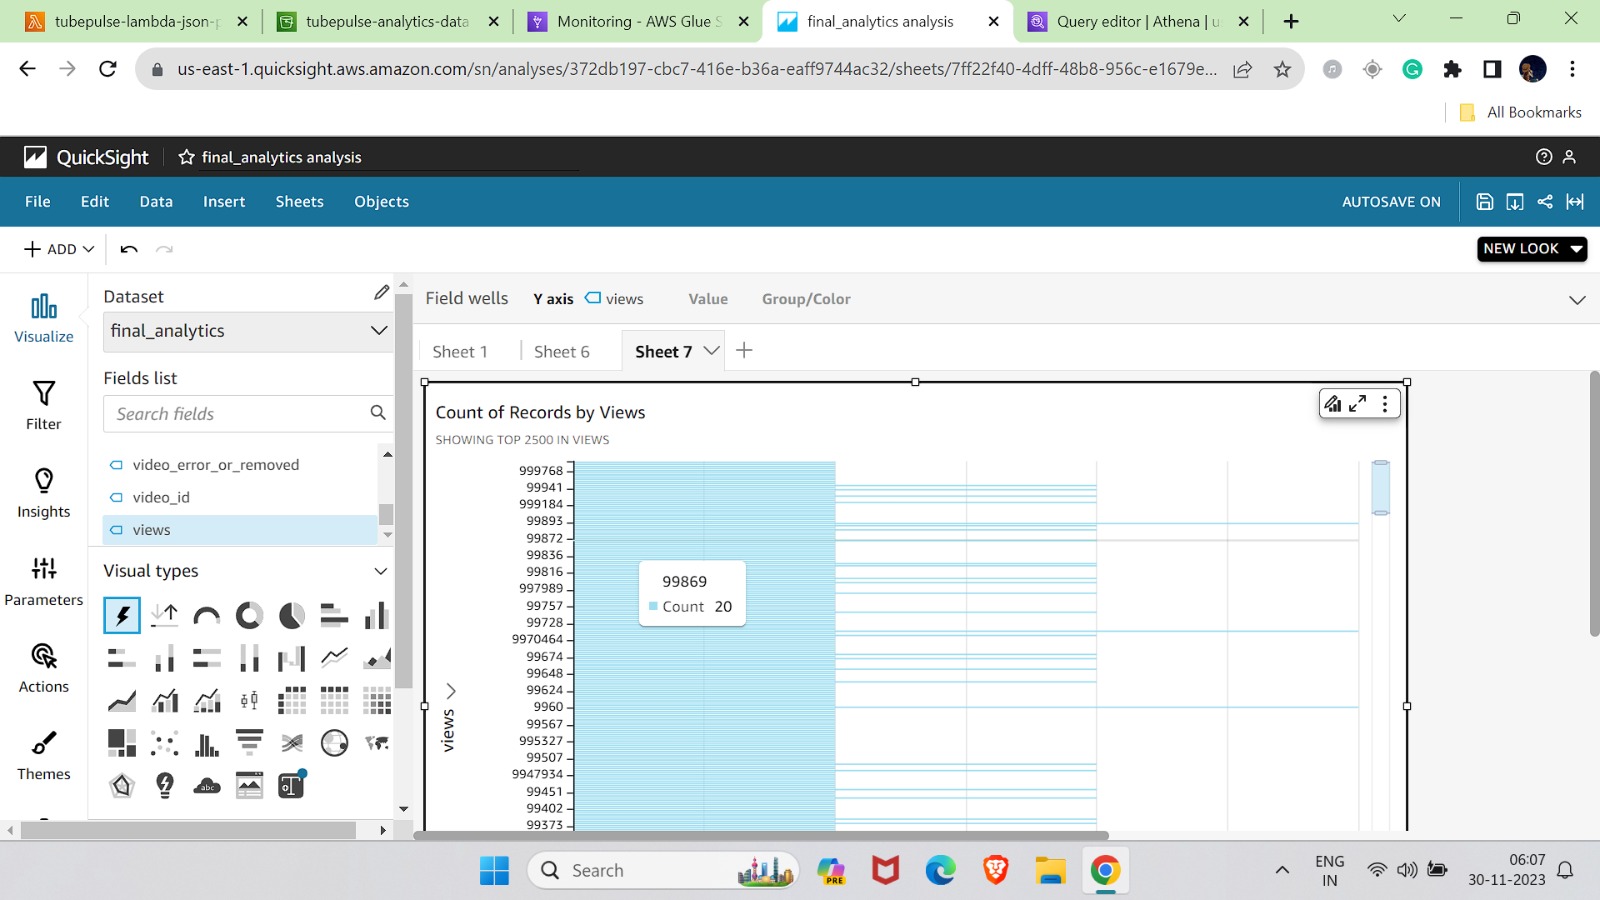 tubepulse-lambda-json-p
tubepulse-analytics-data
Monitoring - AWS Glue S
final_analytics analysis
Query editor | Athena | u
us-east-1.quicksight.aws.amazon.com/sn/analyses/372db197-cbc7-416e-b36a-eaff9744ac32/sheets/7ff22f40-4dff-48b8-956c-e1679e...
All Bookmarks
QuickSight
final_analytics analysis
File Edit Data Insert Sheets Objects
AUTOSAVE ON
ADD
NEW LOOK
Visualize
Filter
Insights
Parameters
Actions
Themes
Dataset
final_analytics
Fields list
Search fields
video_error_or_removed
video_id
views
Visual types
abc
Field wells Y axis views Value Group/Color
Sheet 1 Sheet 6 Sheet 7
Count of Records by Views
SHOWING TOP 2500 IN VIEWS
views
999768
99941
999184
99893
99872
99836
99816
997989
99757
99728
9970464
99674
99648
99624
9960
99567
995327
99507
9947934
99451
99402
99373
99869
Count 20
Search
PRE
ENG
IN
06:07
30-11-2023